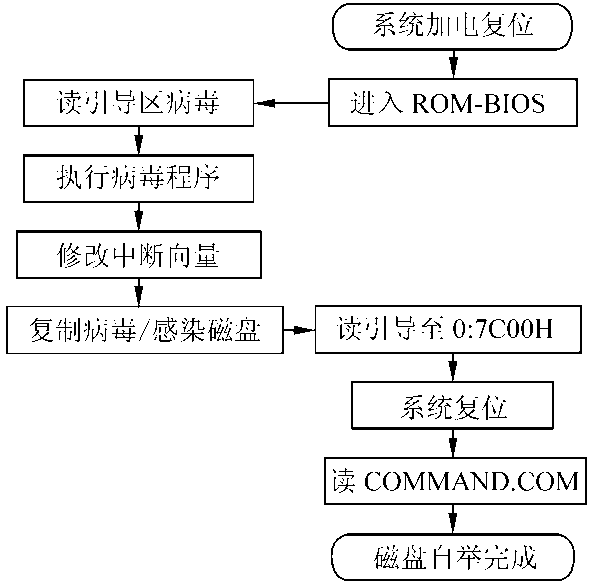 系统加电复位
进入 ROM-BIOS
读引导区病毒
执行病毒程序
修改中断向量
复制病毒/感染磁盘
读引导至 0:7C00H
系统复位
读 COMMAND.COM
磁盘自举完成